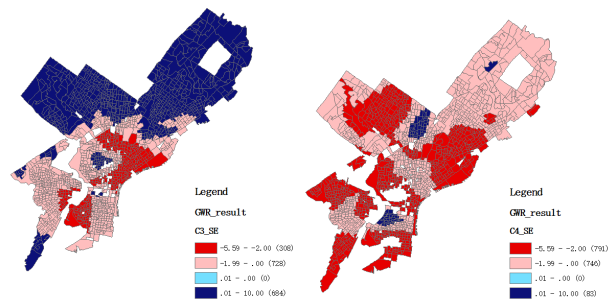 Legend
GWR_result
C3_SE
-5.59 - -2.00 (308)
-1.99 - .00 (728)
.01 - .00 (0)
.01 - 10.00 (684)
Legend
GWR_result
C4_SE
-5.59 - -2.00 (791)
-1.99 - .00 (746)
.01 - .00 (0)
.01 - 10.00 (83)